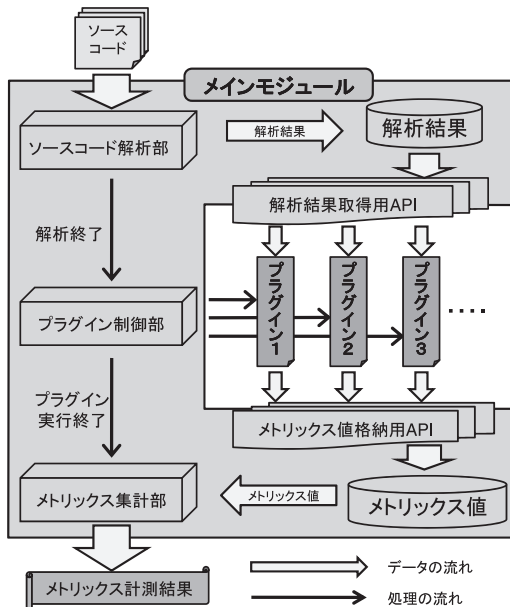 ソース
コード
メインモジュール
ソースコード解析部
解析結果
解析結果
解析結果取得用API
解析終了
プラグイン1
プラグイン2
プラグイン3
‥‥
プラグイン制御部
プラグイン
実行終了
メトリックス値格納用API
メトリックス集計部
メトリックス値
メトリックス値
メトリックス計測結果
データの流れ
処理の流れ